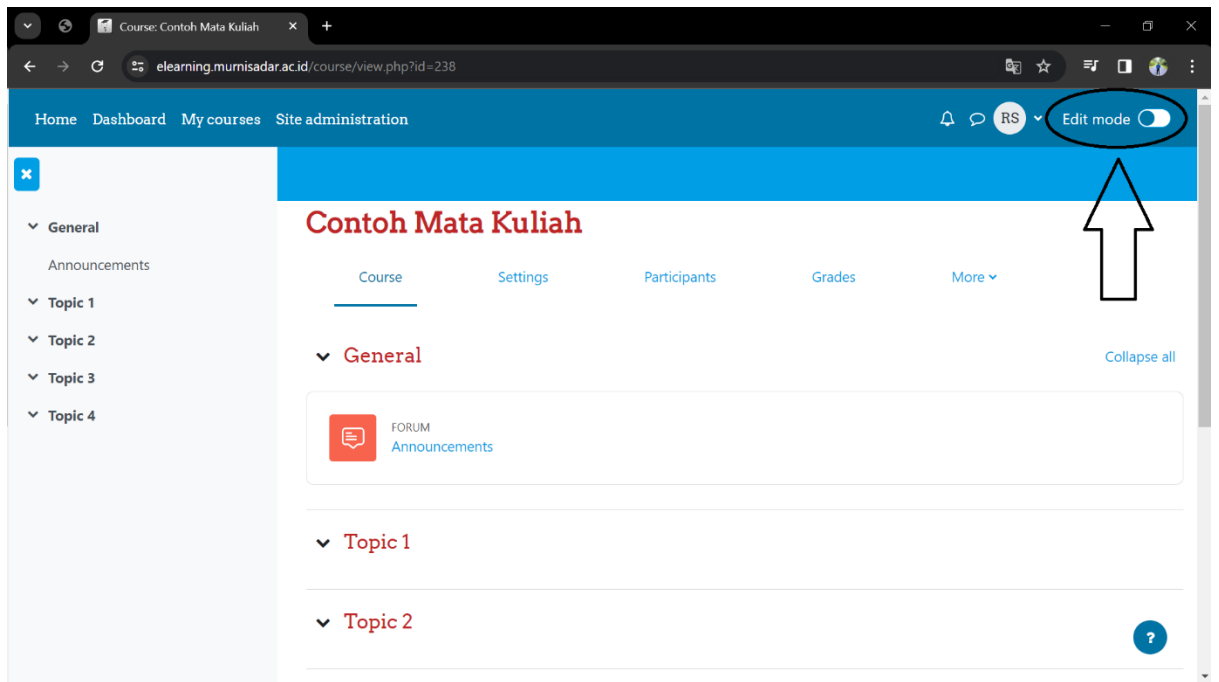 Course: Contoh Mata Kuliah
elearning.murnisadar.ac.id/course/view.php?id=238
Home Dashboard My courses Site administration RS Edit mode
General
Announcements
Topic 1
Topic 2
Topic 3
Topic 4
Contoh Mata Kuliah
Course Settings Participants Grades More
General Collapse all
FORUM
Announcements
Topic 1
Topic 2
?